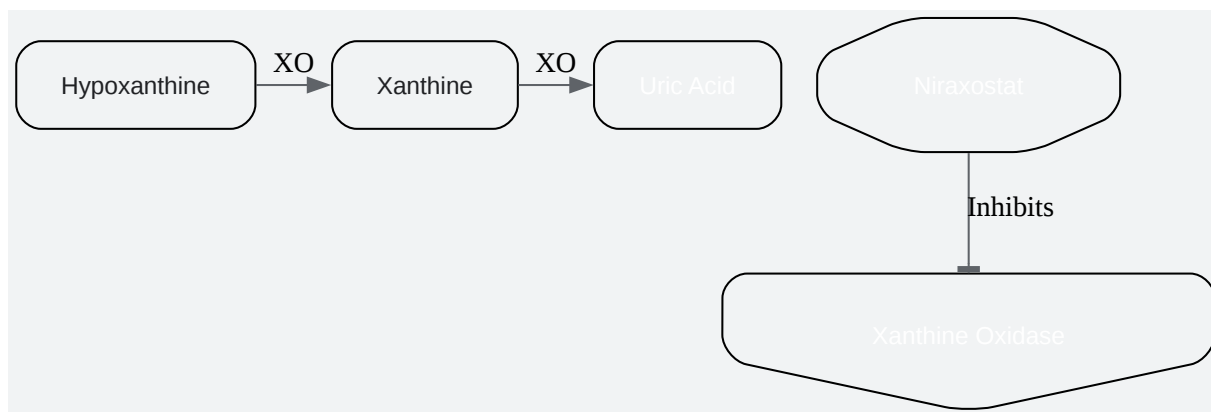 Hypoxanthine
XO
Xanthine
XO
Uric Acid
Niraxostat
Inhibits
Xanthine Oxidase